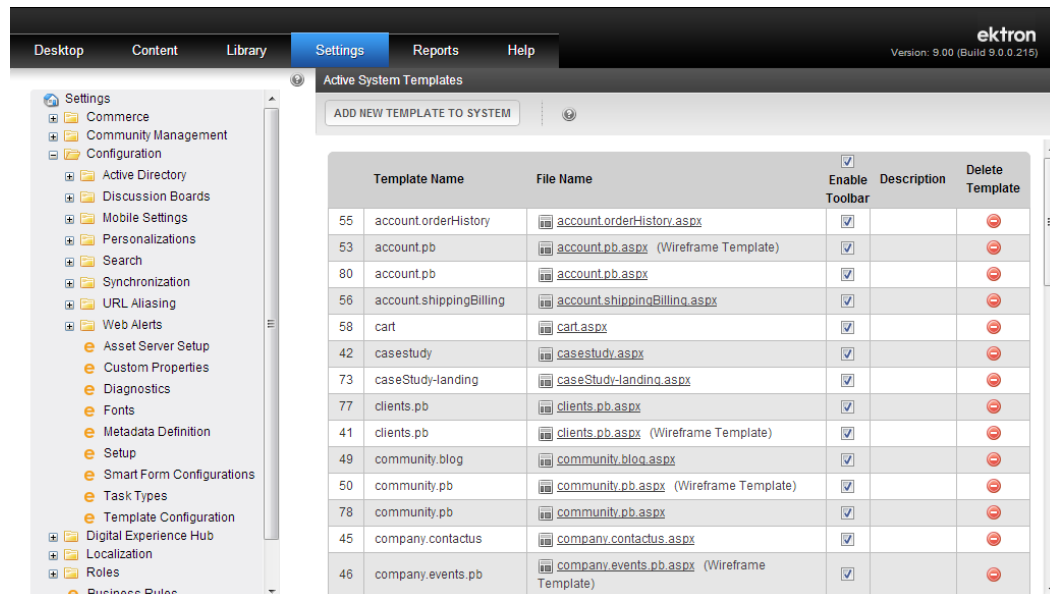 ektron
Desktop Content Library Settings Reports Help Version: 9.00 (Build 9.0.0.215)
Active System Templates
ADD NEW TEMPLATE TO SYSTEM
Settings
Commerce
Community Management
Configuration
Active Directory
Discussion Boards
Mobile Settings
Personalizations
Search
Synchronization
URL Aliasing
Web Alerts
Asset Server Setup
Custom Properties
Diagnostics
Fonts
Metadata Definition
Setup
Smart Form Configurations
Task Types
Template Configuration
Digital Experience Hub
Localization
Roles
Business Rules
Template Name File Name Enable Toolbar Description Delete Template
55 account.orderHistory account.orderHistory.aspx
53 account.pb account.pb.aspx (Wireframe Template)
80 account.pb account.pb.aspx
56 account.shippingBilling account.shippingBilling.aspx
58 cart cart.aspx
42 casestudy casestudy.aspx
73 caseStudy-landing caseStudy-landing.aspx
77 clients.pb clients.pb.aspx
41 clients.pb clients.pb.aspx (Wireframe Template)
49 community.blog community.blog.aspx
50 community.pb community.pb.aspx (Wireframe Template)
78 community.pb community.pb.aspx
45 company.contactus company.contactus.aspx
46 company.events.pb company.events.pb.aspx (Wireframe
Template)